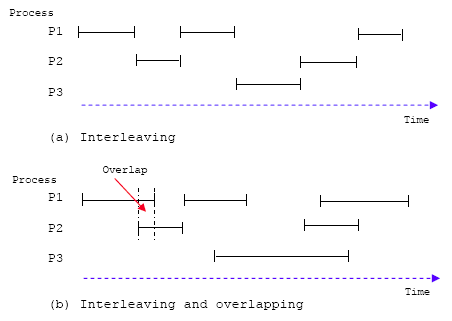 Process
P1
P2
P3
Time
(a) Interleaving
Overlap
Process
P1
P2
P3
Time
(b) Interleaving and overlapping